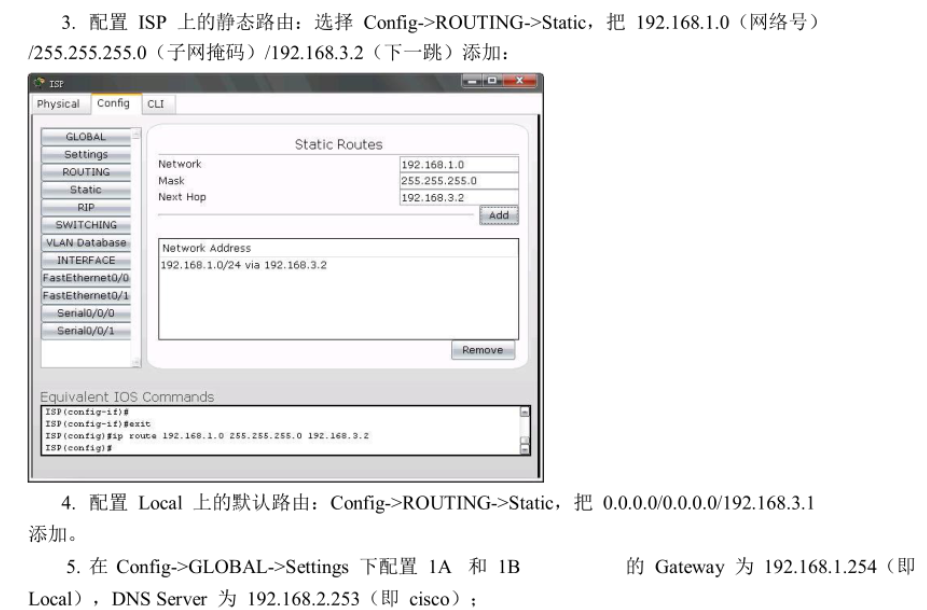 3. 配置 ISP 上的静态路由：选择 Config->ROUTING->Static，把 192.168.1.0（网络号）
/255.255.255.0（子网掩码）/192.168.3.2（下一跳）添加：
ISP
Physical Config CLI
GLOBAL
Settings
ROUTING
Static
RIP
SWITCHING
VLAN Database
INTERFACE
FastEthernet0/0
FastEthernet0/1
Serial0/0/0
Serial0/0/1
Static Routes
Network 192.168.1.0
Mask 255.255.255.0
Next Hop 192.168.3.2
Add
Network Address
192.168.1.0/24 via 192.168.3.2
Remove
Equivalent IOS Commands
ISP(config-if)#
ISP(config-if)#exit
ISP(config)#ip route 192.168.1.0 255.255.255.0 192.168.3.2
ISP(config)#
4. 配置 Local 上的默认路由：Config->ROUTING->Static，把 0.0.0.0/0.0.0.0/192.168.3.1
添加。
5. 在 Config->GLOBAL->Settings 下配置 1A 和 1B 的 Gateway 为 192.168.1.254（即
Local），DNS Server 为 192.168.2.253（即 cisco）；